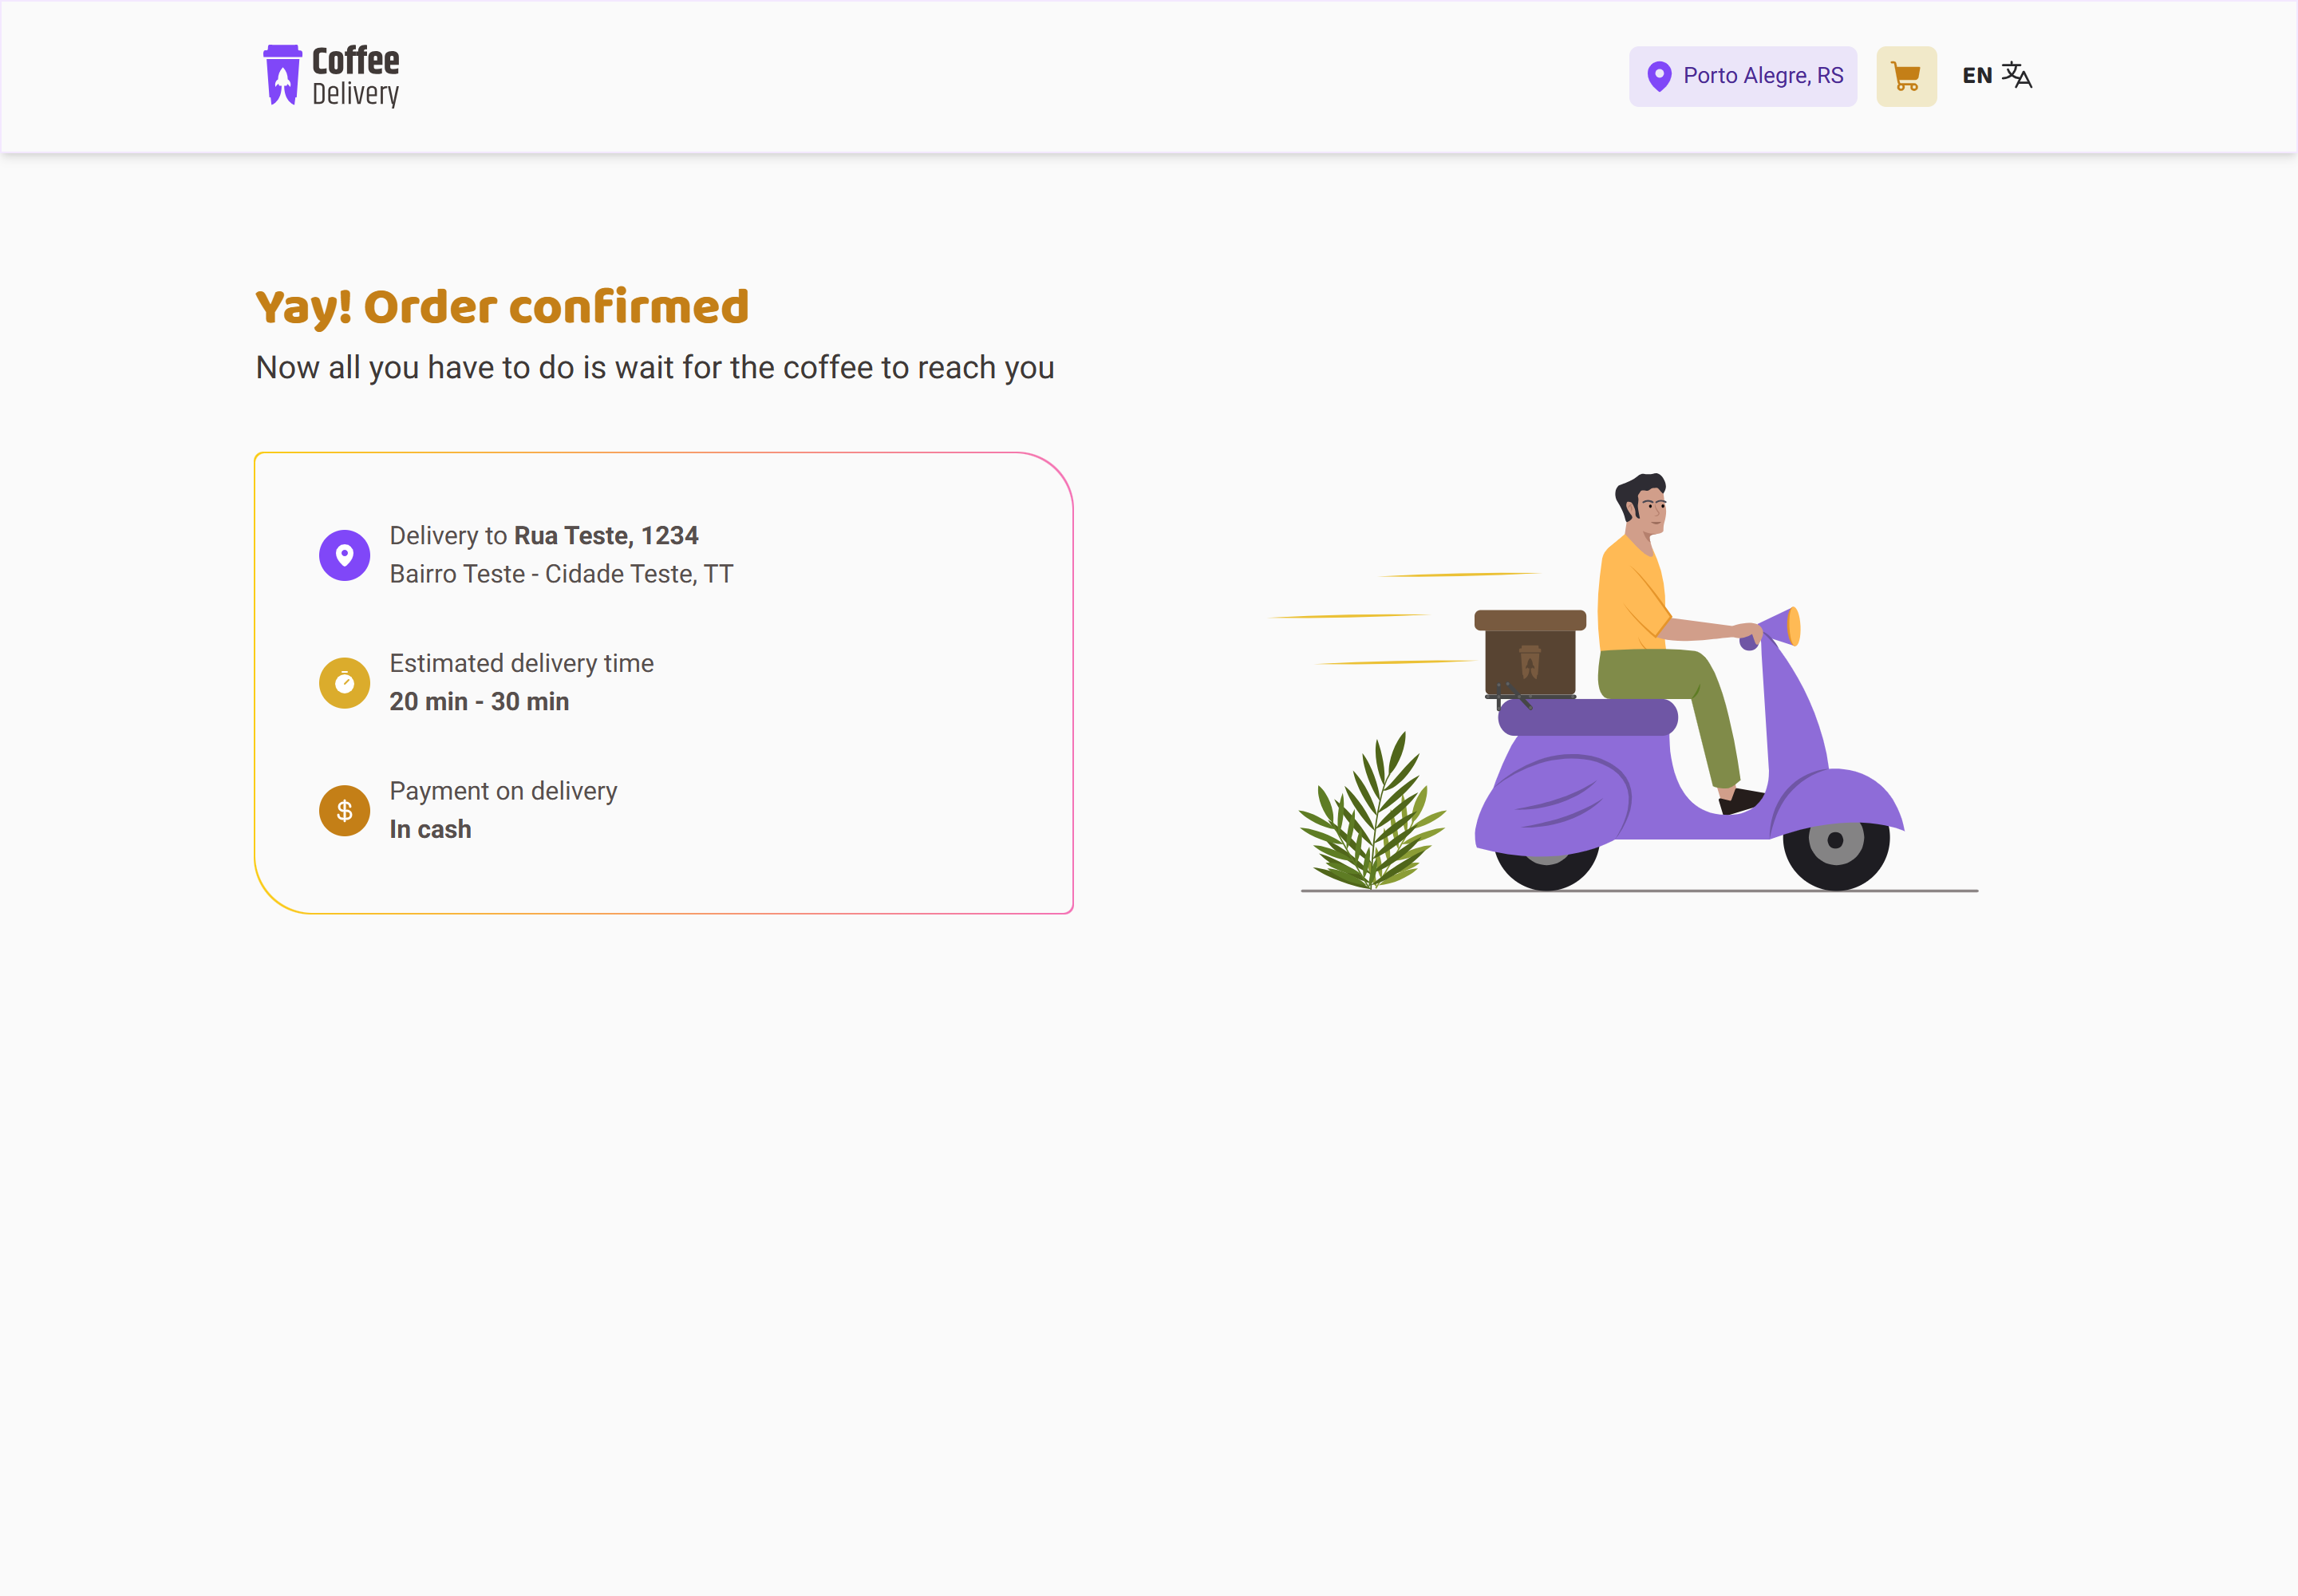 Coffee
Delivery
Porto Alegre, RS
EN
Yay! Order confirmed
Now all you have to do is wait for the coffee to reach you
Delivery to Rua Teste, 1234
Bairro Teste - Cidade Teste, TT
Estimated delivery time
20 min - 30 min
Payment on delivery
In cash